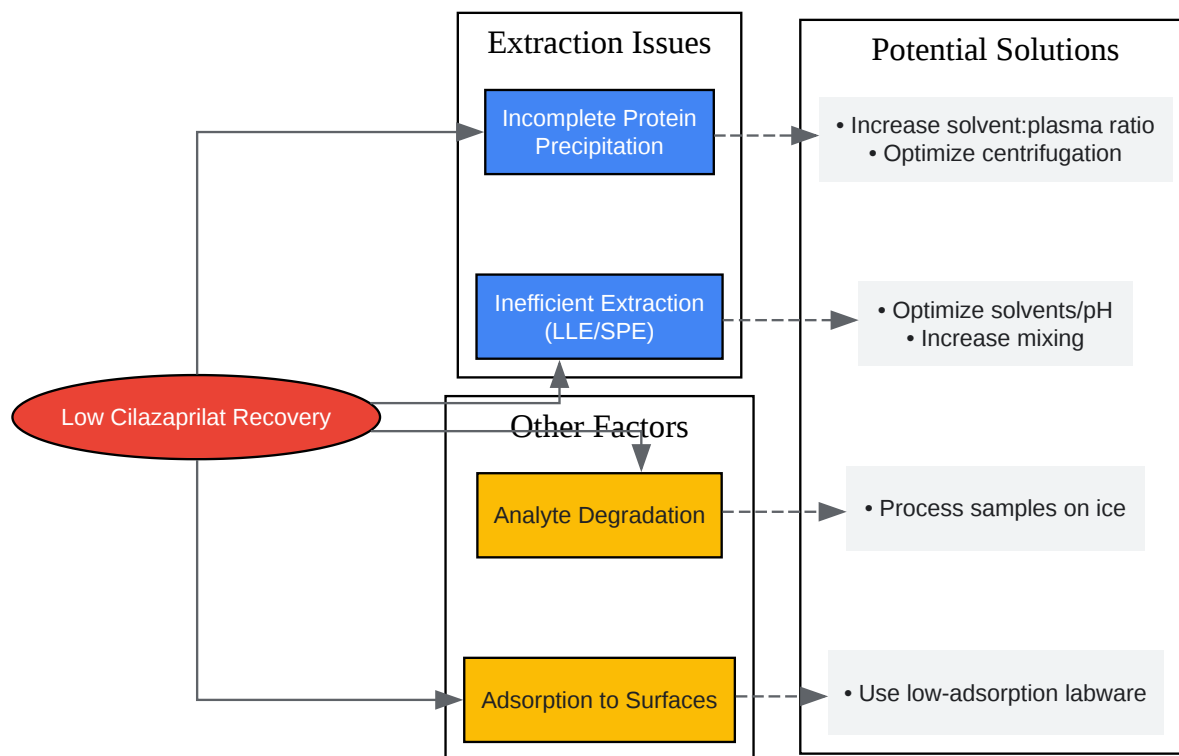 Extraction Issues
Potential Solutions
Incomplete Protein
Precipitation
• Increase solvent:plasma ratio
• Optimize centrifugation
Inefficient Extraction
(LLE/SPE)
• Optimize solvents/pH
• Increase mixing
Low Cilazaprilat Recovery
Other Factors
Analyte Degradation
• Process samples on ice
Adsorption to Surfaces
• Use low-adsorption labware